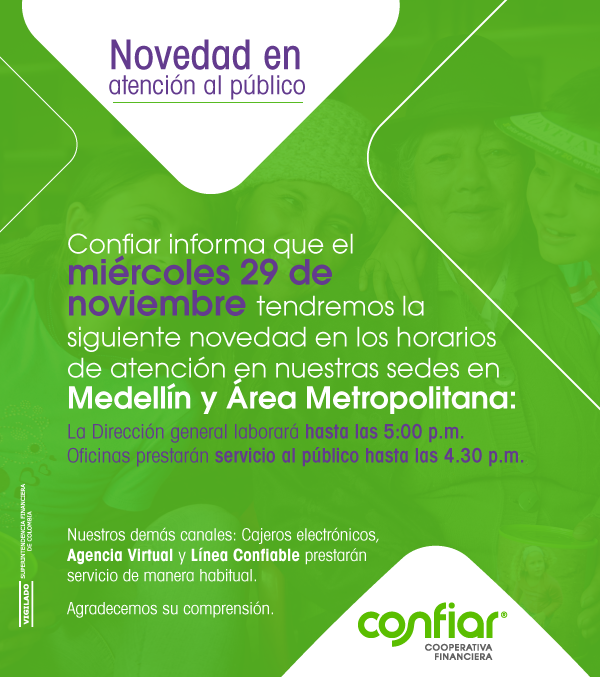 Novedad en
atención al público
Confiar informa que el
miércoles 29 de
noviembre tendremos la
siguiente novedad en los horarios
de atención en nuestras sedes en
Medellín y Área Metropolitana:
La Dirección general laborará hasta las 5:00 p.m.
Oficinas prestarán servicio al público hasta las 4.30 p.m.
Nuestros demás canales: Cajeros electrónicos,
Agencia Virtual y Línea Confiable prestarán
servicio de manera habitual.
Agradecemos su comprensión.
VIGILADO
SUPERINTENDENCIA FINANCIERA
DE COLOMBIA
confiar®
COOPERATIVA
FINANCIERA